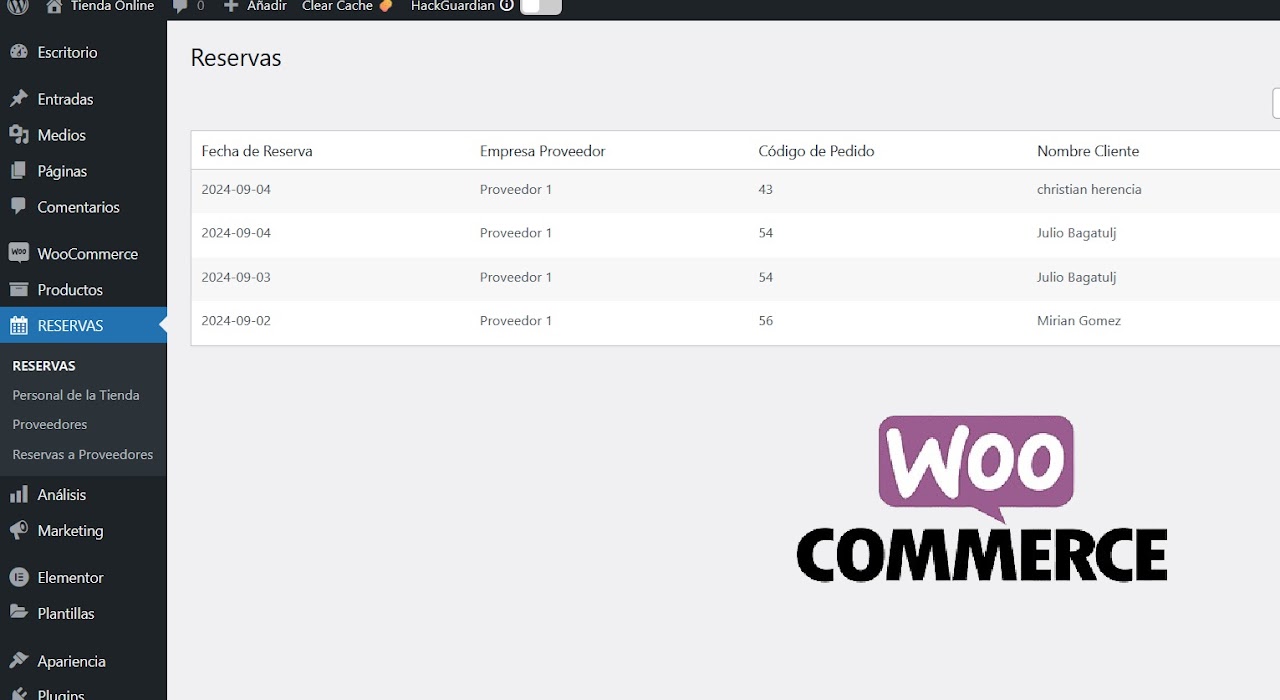 Tienda Online 0 Añadir Clear Cache HackGuardian
Escritorio
Entradas
Medios
Páginas
Comentarios
WooCommerce
Productos
RESERVAS
RESERVAS
Personal de la Tienda
Proveedores
Reservas a Proveedores
Análisis
Marketing
Elementor
Plantillas
Apariencia
Plugins
Reservas
Fecha de Reserva Empresa Proveedor Código de Pedido Nombre Cliente
2024-09-04 Proveedor 1 43 christian herencia
2024-09-04 Proveedor 1 54 Julio Bagatulj
2024-09-03 Proveedor 1 54 Julio Bagatulj
2024-09-02 Proveedor 1 56 Mirian Gomez
WOO
COMMERCE